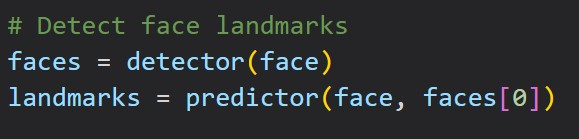 # Detect face landmarks
faces = detector(face)
landmarks = predictor(face, faces[0])